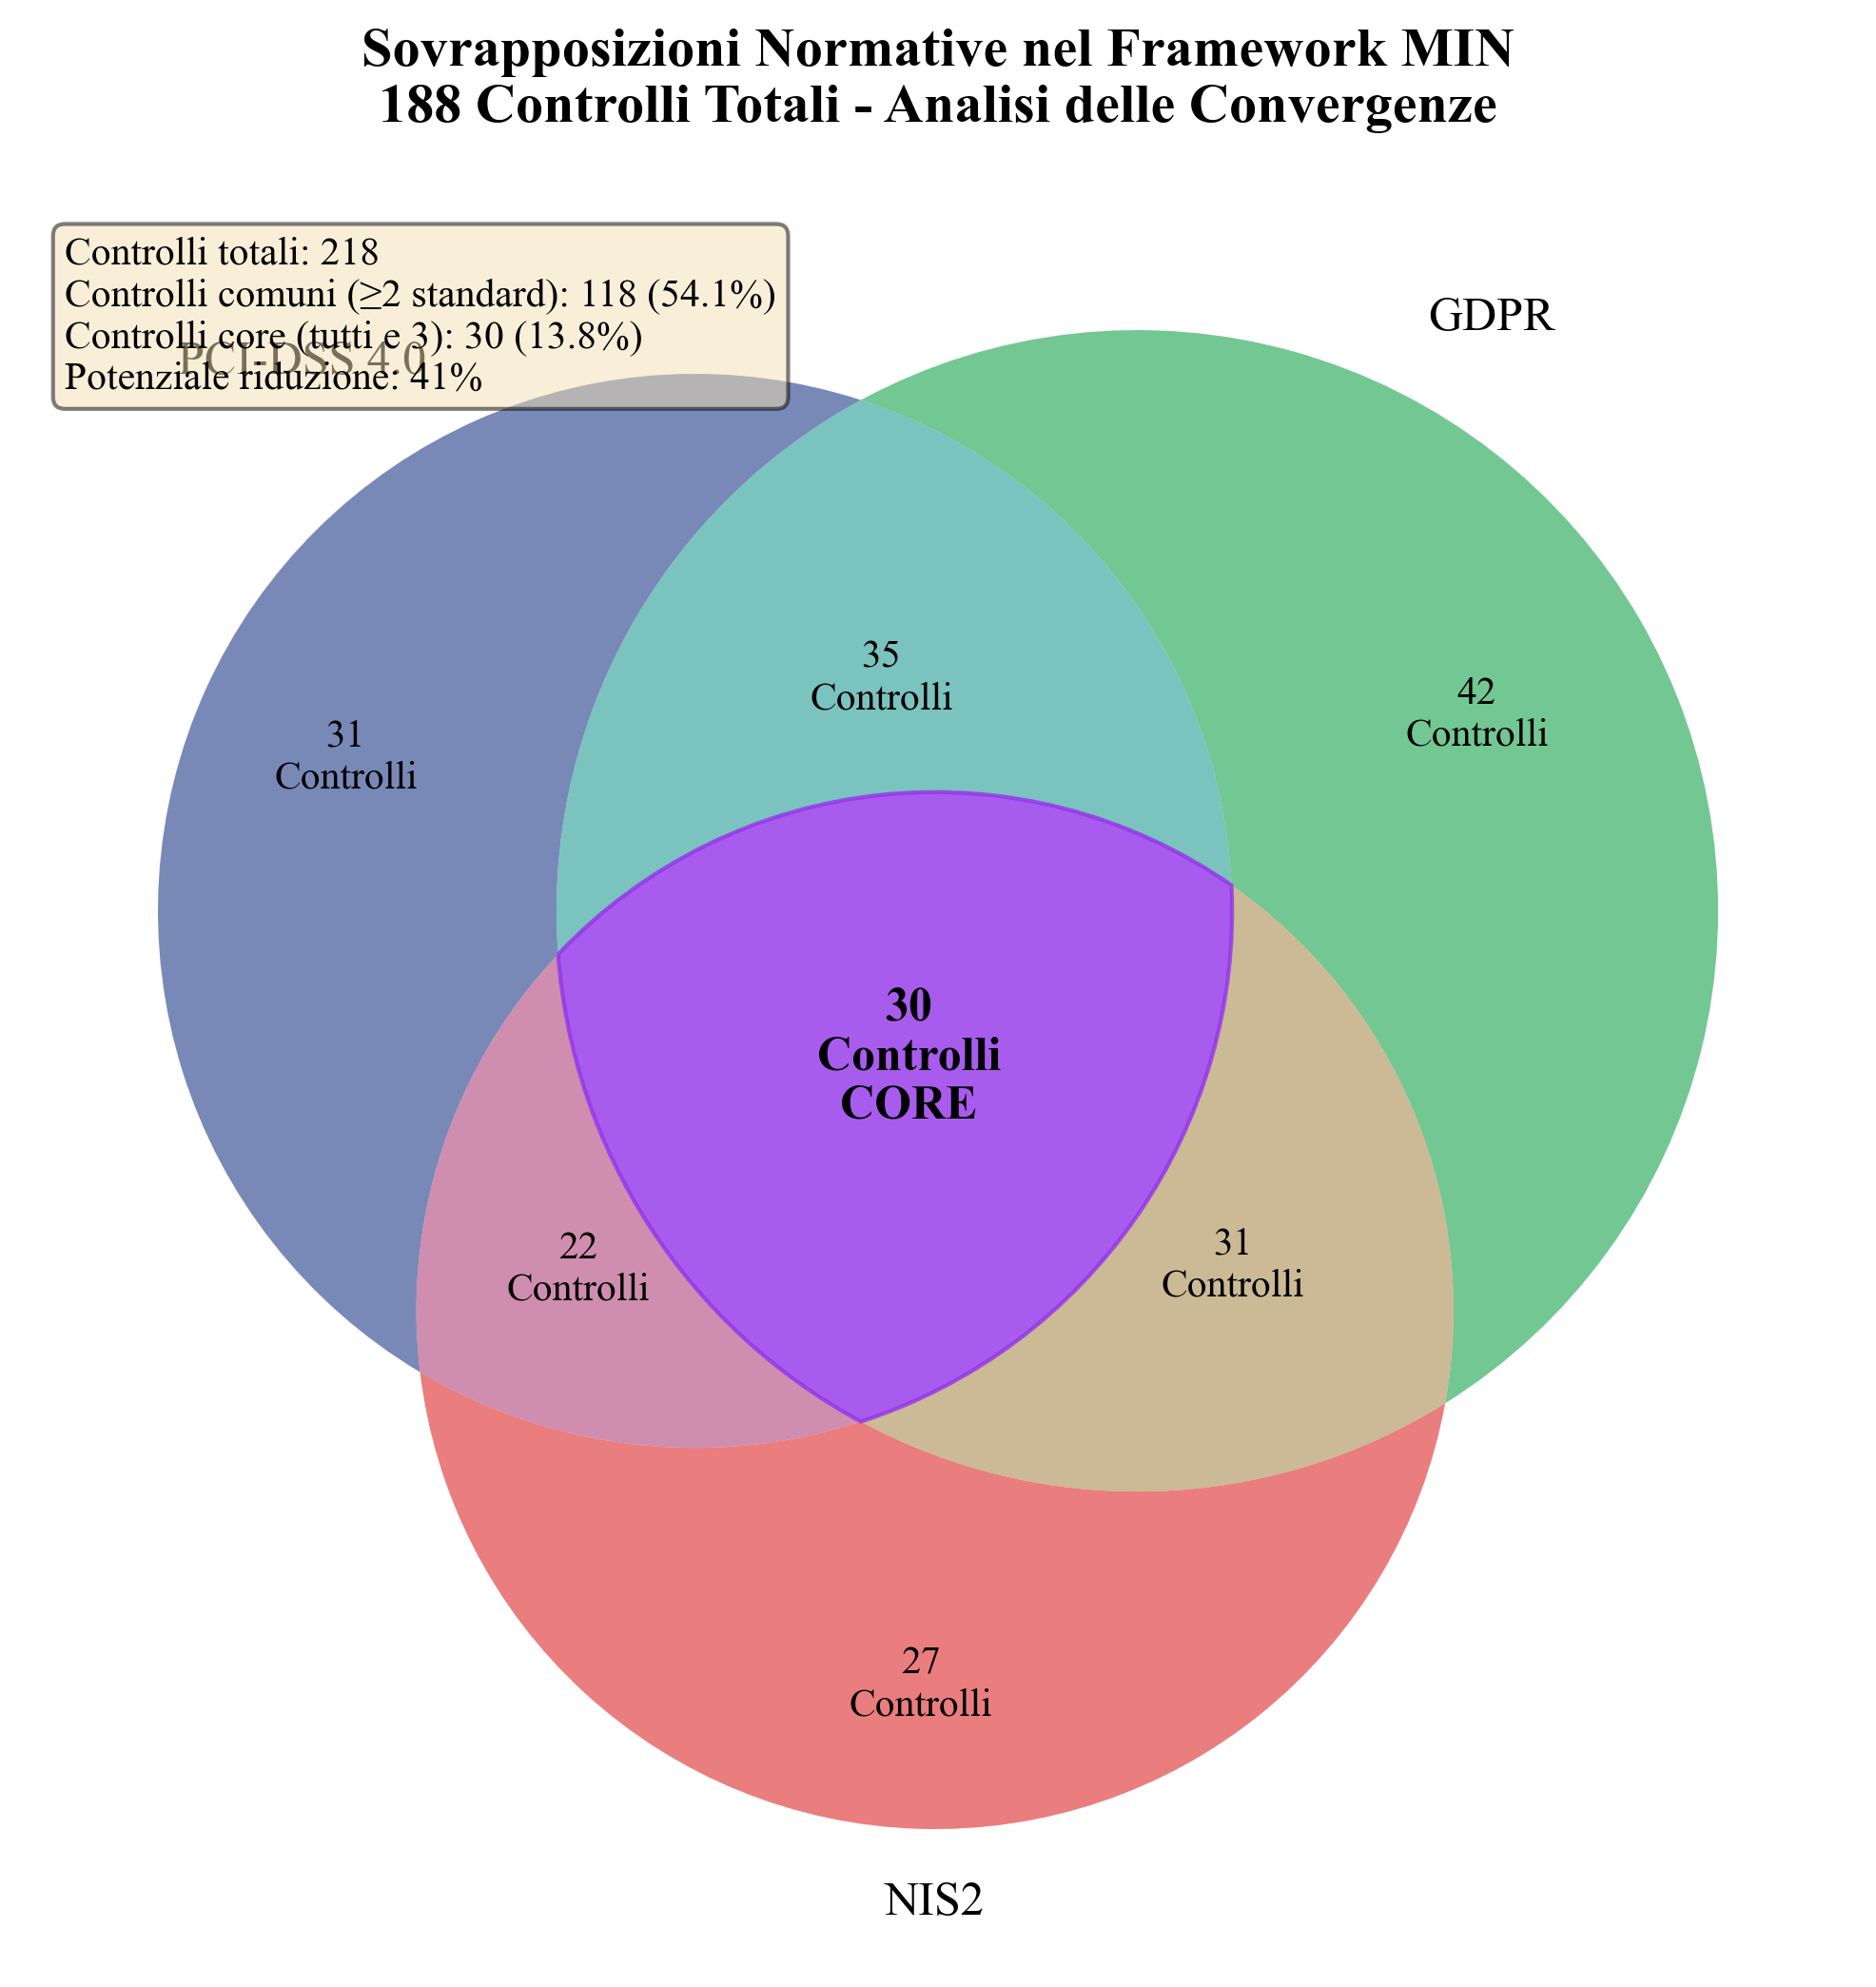 Sovrapposizioni Normative nel Framework MIN
188 Controlli Totali - Analisi delle Convergenze
Controlli totali: 218
Controlli comuni (≥2 standard): 118 (54.1%)
Controlli core (tutti e 3): 30 (13.8%)
Potenziale riduzione: 41%
PCI-DSS 4.0
GDPR
35
Controlli
42
Controlli
31
Controlli
30
Controlli
CORE
22
Controlli
31
Controlli
27
Controlli
NIS2